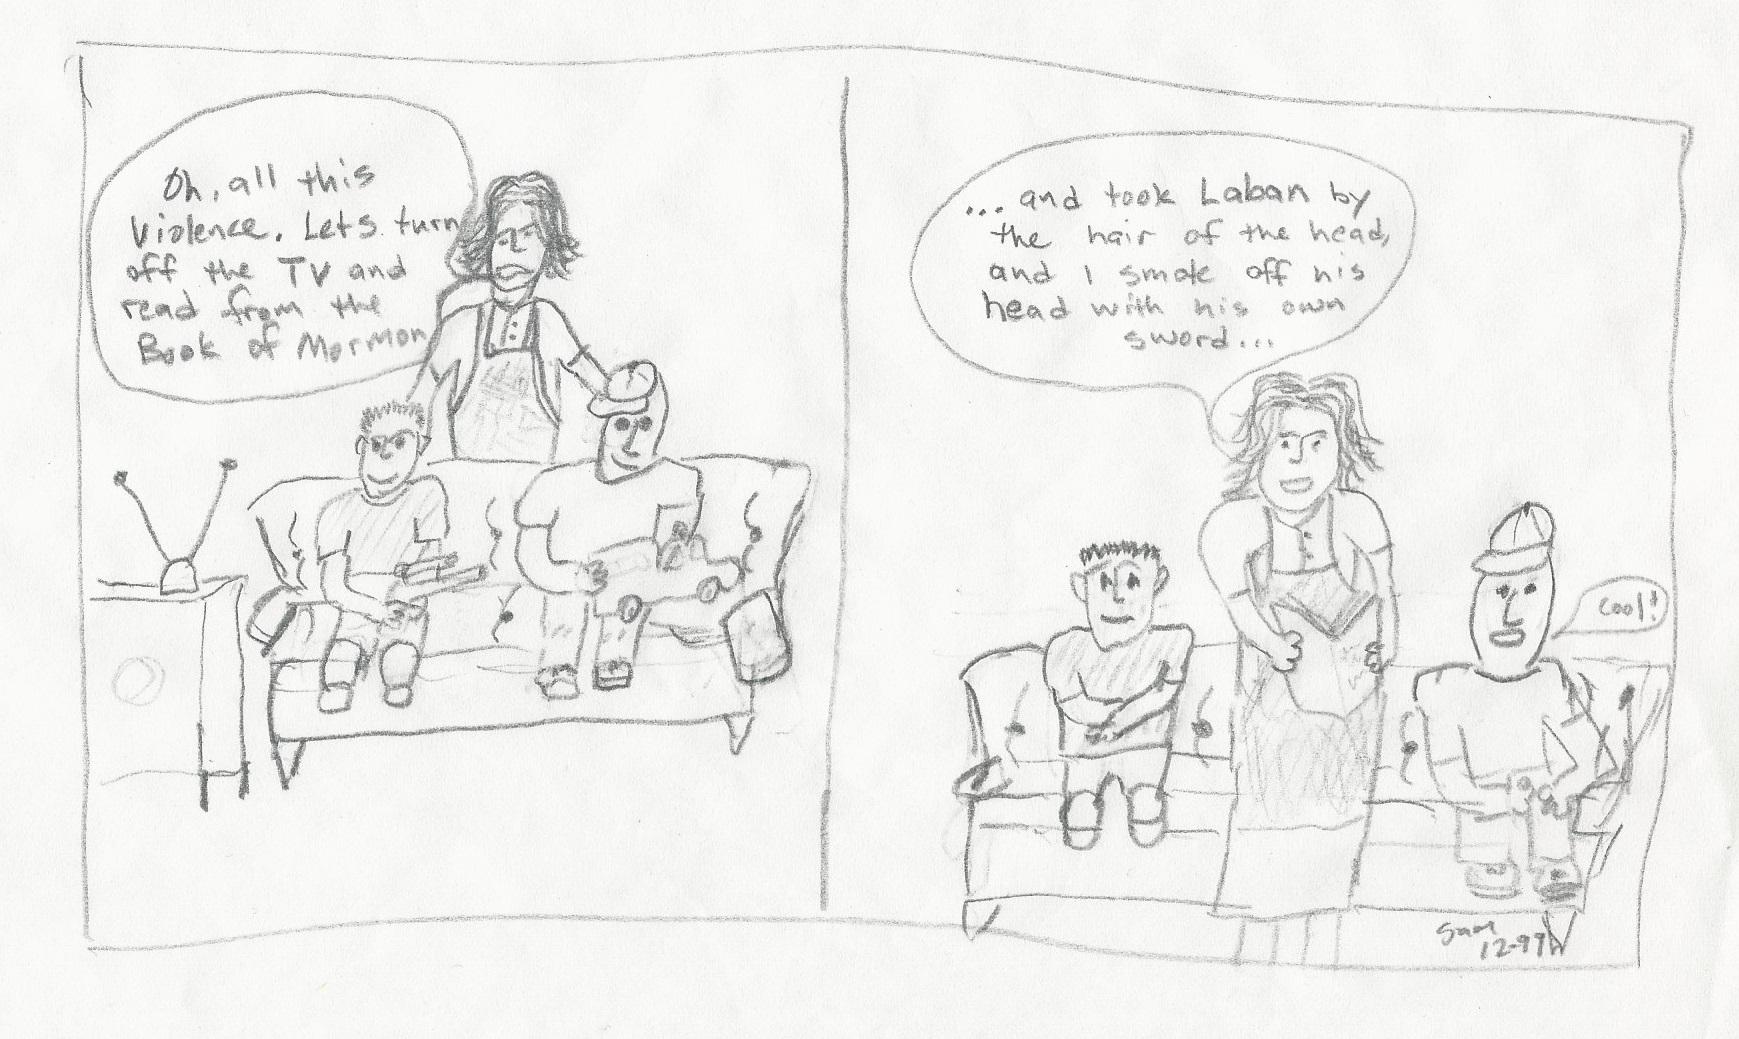 Oh, all this
violence. Lets turn
off the TV and
read from the
Book of Mormon
... and took Laban by
the hair of the head,
and I smote off his
head with his own
sword...
Cool!
Sam
12-97